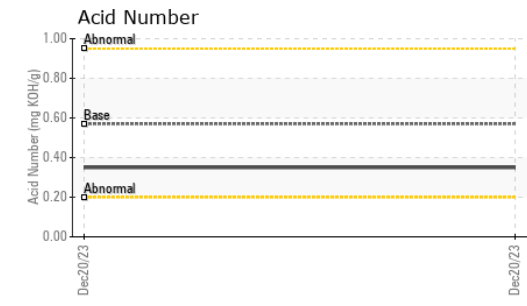 Acid Number
Abnormal
1.00
0.80
Base
0.60
0.40
Abnormal
0.20
0.00
Acid Number (mg KOH/g)
Dec20/23
Dec20/23